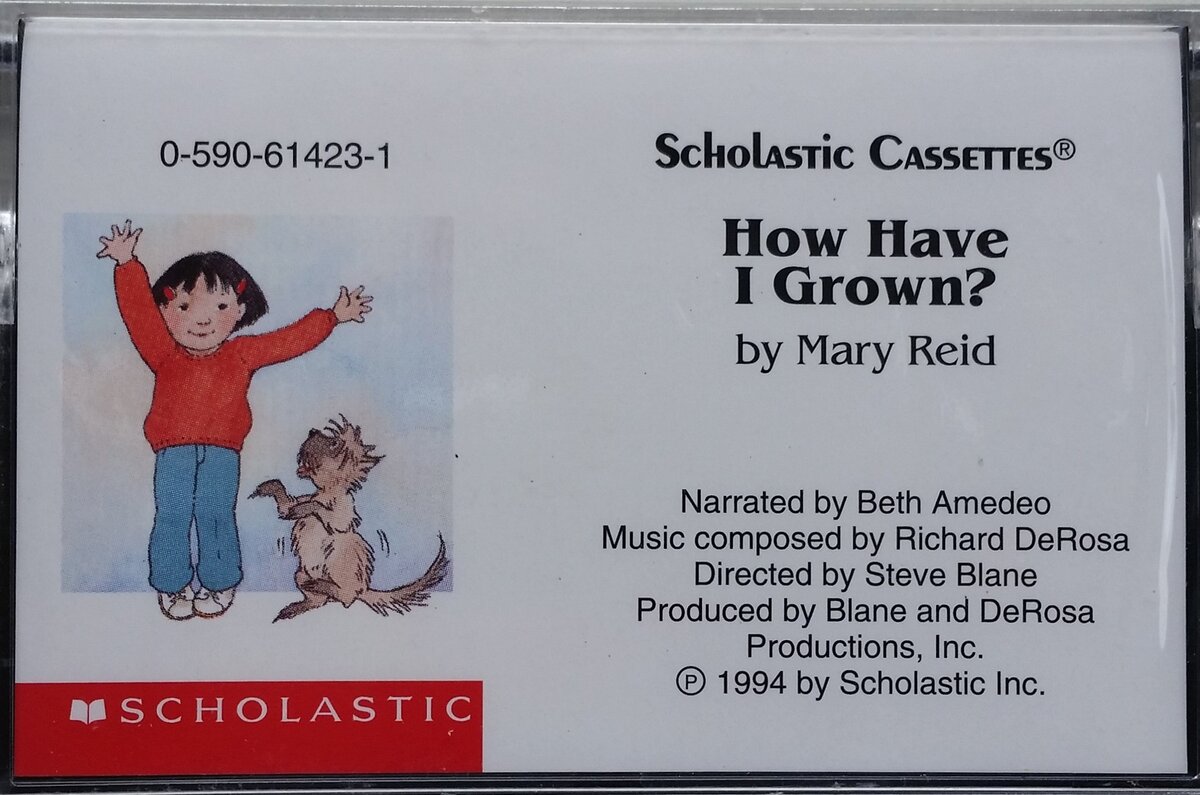 0-590-61423-1
SCHOLASTIC
Scholastic Cassettes®
How Have
I Grown?
by Mary Reid
Narrated by Beth Amedeo
Music composed by Richard DeRosa
Directed by Steve Blane
Produced by Blane and DeRosa
Productions, Inc.
℗ 1994 by Scholastic Inc.